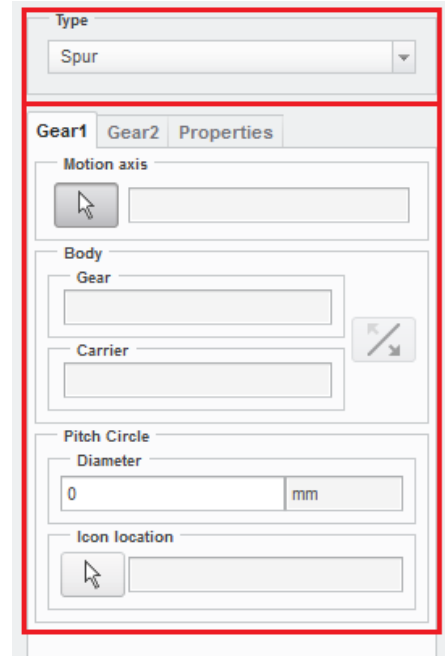 Type
Spur
Gear1 Gear2 Properties
Motion axis
Body
Gear
Carrier
Pitch Circle
Diameter
0 mm
Icon location